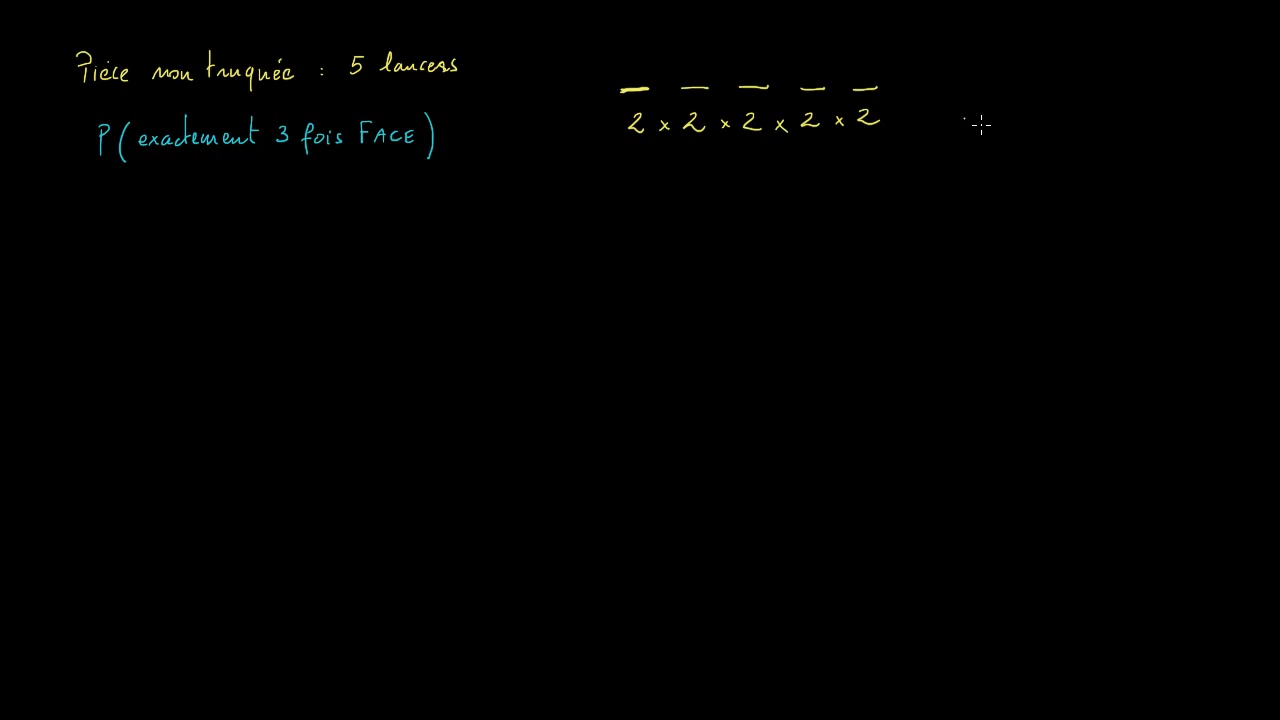 Pièce non truquée : 5 lancers
P ( exactement 3 fois FACE )
2 × 2 × 2 × 2 × 2